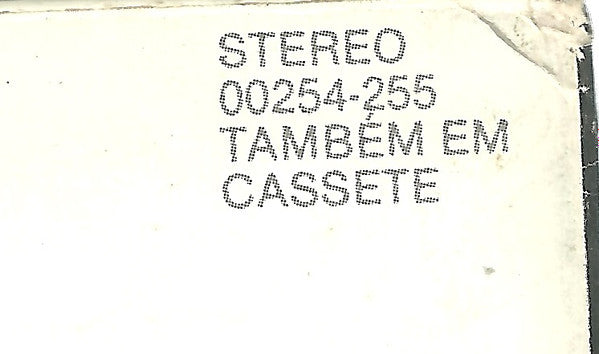 STEREO
00254-255
TAMBÉM EM
CASSETE